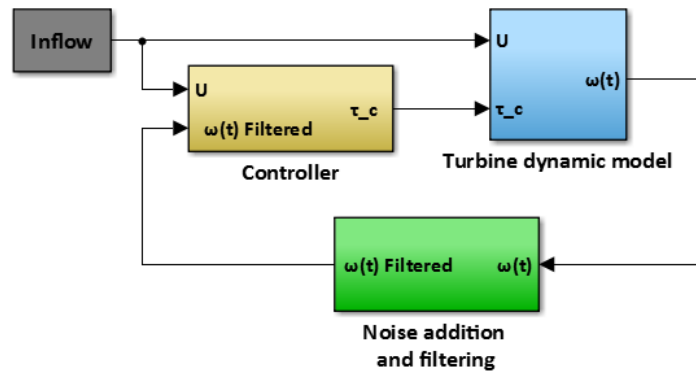 Inflow
U
ω(t) Filtered
τ_c
Controller
U
τ_c
ω(t)
Turbine dynamic model
ω(t) Filtered
ω(t)
Noise addition
and filtering